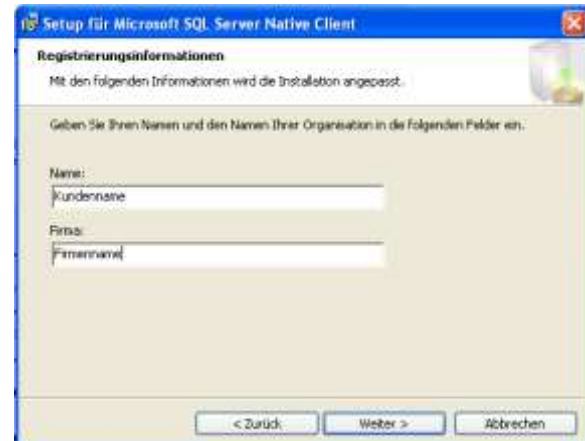 Setup für Microsoft SQL Server Native Client
Registrierungsinformationen
Mit den folgenden Informationen wird die Installation angepasst.
Geben Sie Ihren Namen und den Namen Ihrer Organisation in die folgenden Felder ein.
Name:
Kundenname
Firma:
Firmenname
< Zurück
Weiter >
Abbrechen